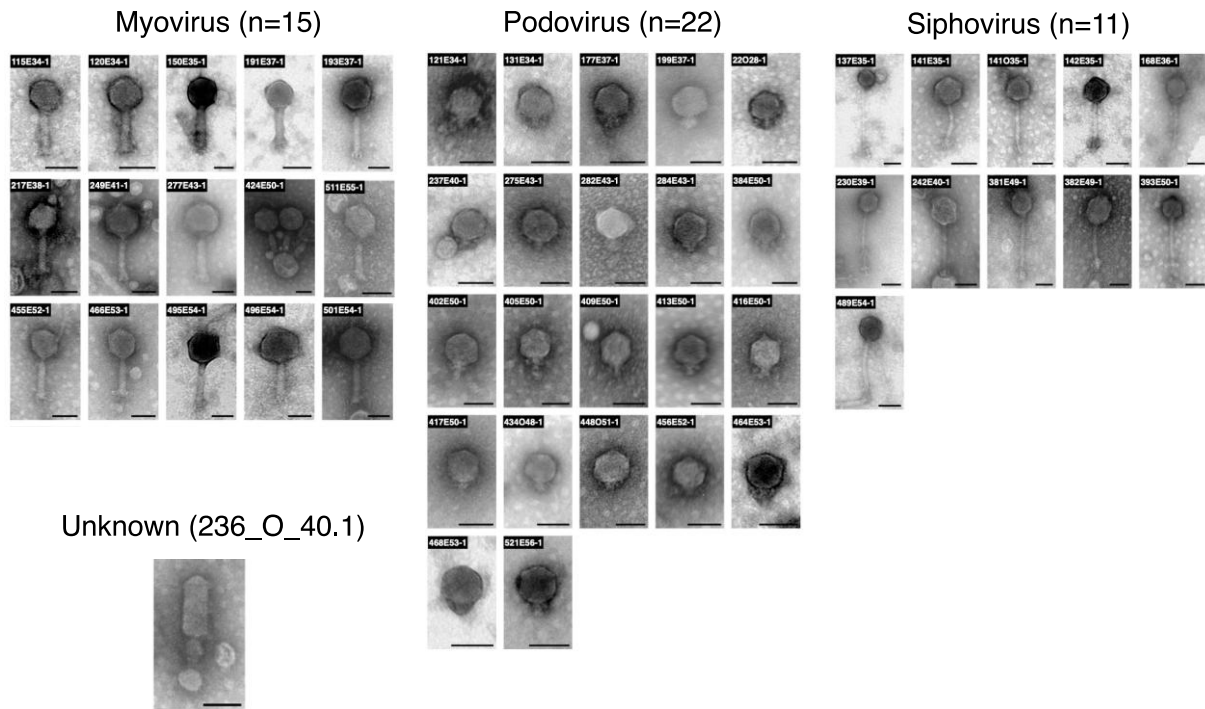 Myovirus (n=15)
115E34-1 120E34-1 150E35-1 191E37-1 193E37-1
217E38-1 249E41-1 277E43-1 424E50-1 511E55-1
455E52-1 466E53-1 495E54-1 496E54-1 501E54-1
Unknown (236_O_40.1)
Podovirus (n=22)
121E34-1 131E34-1 177E37-1 199E37-1 22O28-1
237E40-1 275E43-1 282E43-1 284E43-1 384E50-1
402E50-1 405E50-1 409E50-1 413E50-1 416E50-1
417E50-1 434O48-1 448O51-1 456E52-1 464E53-1
468E53-1 521E56-1
Siphovirus (n=11)
137E35-1 141E35-1 141O35-1 142E35-1 168E36-1
230E39-1 242E40-1 381E49-1 382E49-1 393E50-1
489E54-1